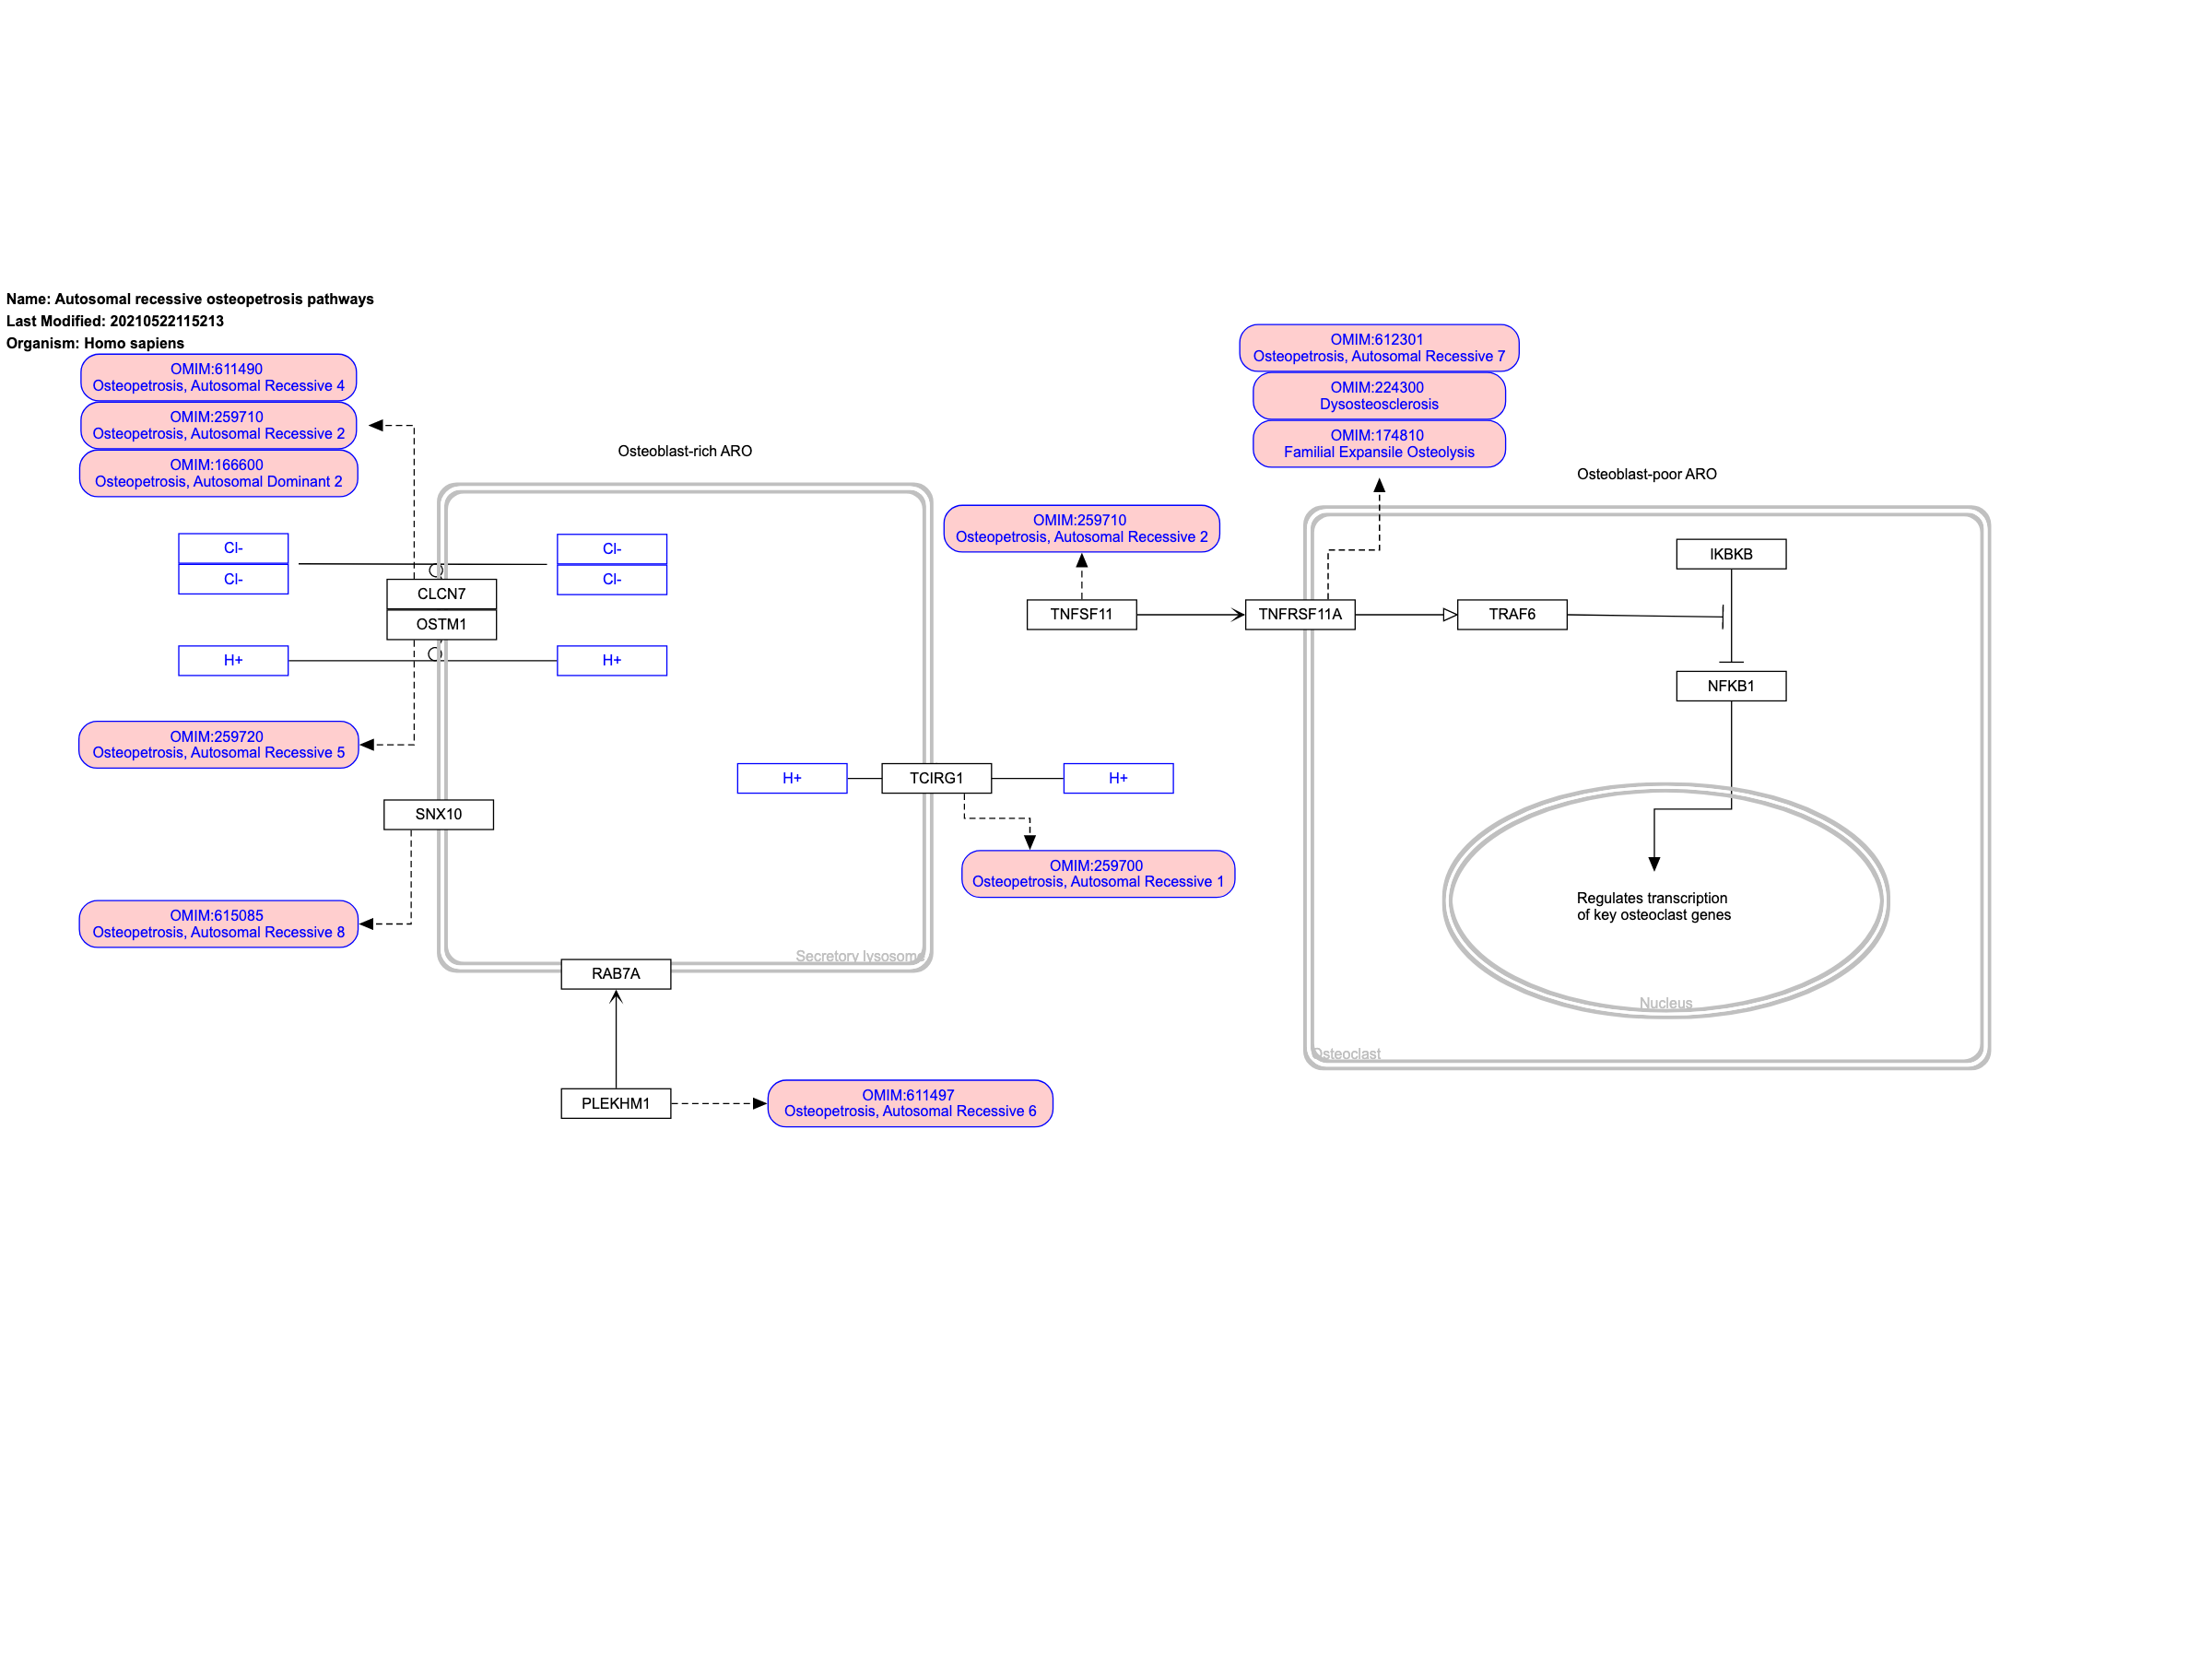 Name: Autosomal recessive osteopetrosis pathways
Last Modified: 20210522115213
Organism: Homo sapiens
OMIM:611490
Osteopetrosis, Autosomal Recessive 4
OMIM:259710
Osteopetrosis, Autosomal Recessive 2
OMIM:166600
Osteopetrosis, Autosomal Dominant 2
Osteoblast-rich ARO
Cl-
Cl-
Cl-
Cl-
CLCN7
OSTM1
H+
H+
OMIM:259720
Osteopetrosis, Autosomal Recessive 5
SNX10
OMIM:615085
Osteopetrosis, Autosomal Recessive 8
H+
TCIRG1
H+
OMIM:259700
Osteopetrosis, Autosomal Recessive 1
Secretory lysosome
RAB7A
PLEKHM1
OMIM:611497
Osteopetrosis, Autosomal Recessive 6
OMIM:612301
Osteopetrosis, Autosomal Recessive 7
OMIM:224300
Dysosteosclerosis
OMIM:174810
Familial Expansile Osteolysis
Osteoblast-poor ARO
OMIM:259710
Osteopetrosis, Autosomal Recessive 2
TNFSF11
TNFRSF11A
TRAF6
IKBKB
NFKB1
Regulates transcription
of key osteoclast genes
Nucleus
Osteoclast